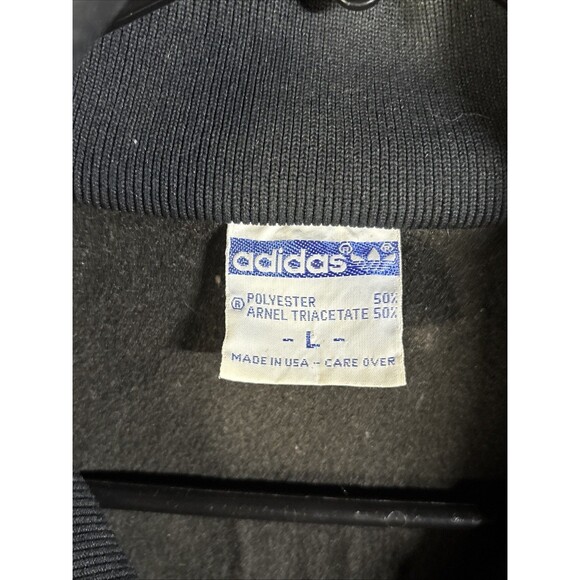 adidas®
® POLYESTER 50%
ARNEL TRIACETATE 50%
- L -
MADE IN USA - CARE OVER